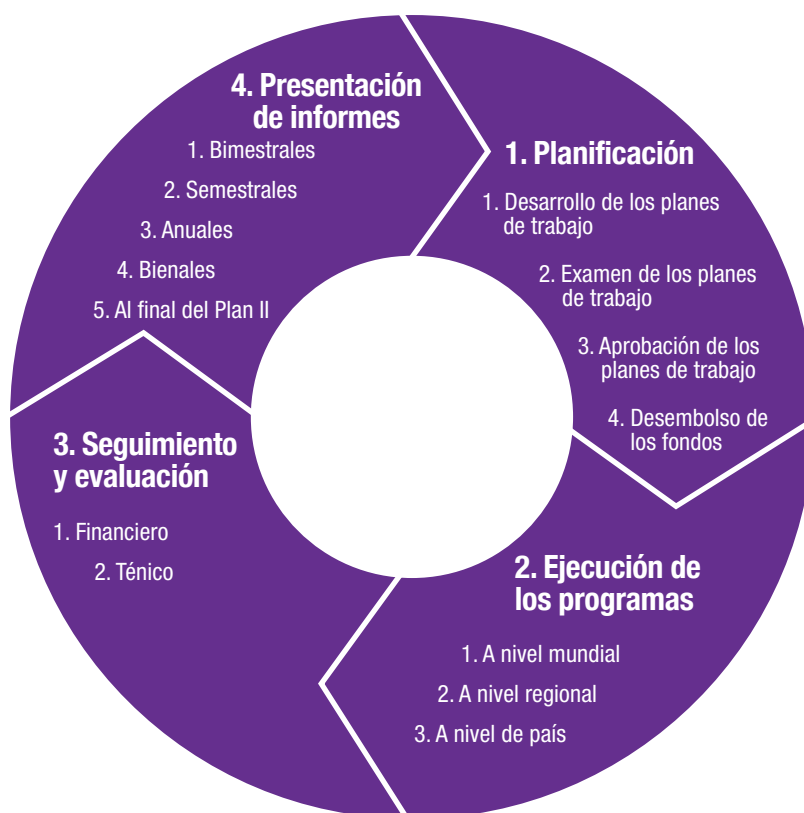 4. Presentación
de informes
1. Bimestrales
2. Semestrales
3. Anuales
4. Bienales
5. Al final del Plan II
1. Planificación
1. Desarrollo de los planes
de trabajo
2. Examen de los planes
de trabajo
3. Aprobación de los
planes de trabajo
4. Desembolso de
los fondos
2. Ejecución de
los programas
1. A nivel mundial
2. A nivel regional
3. A nivel de país
3. Seguimiento
y evaluación
1. Financiero
2. Ténico